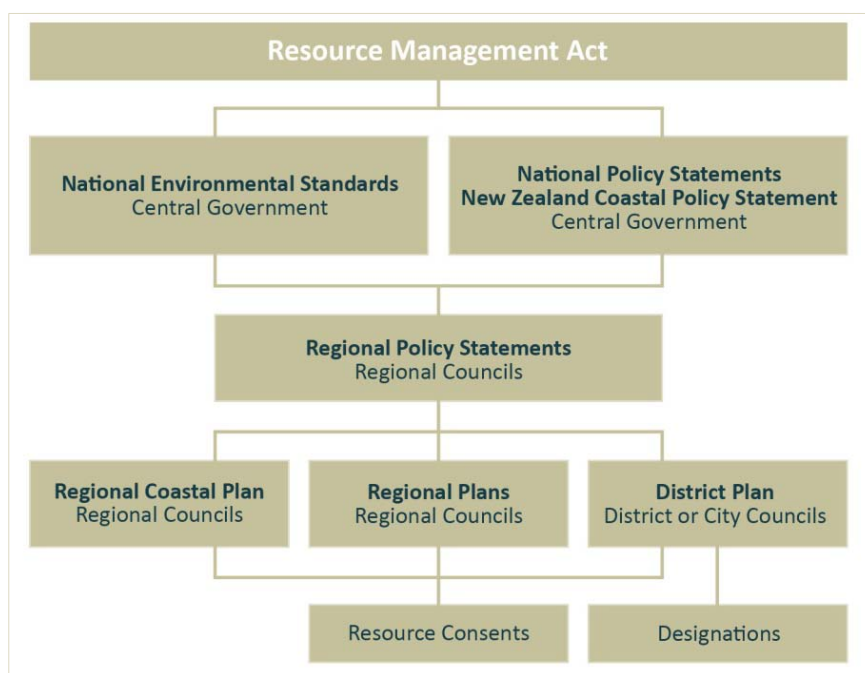 Resource Management Act
National Environmental Standards
Central Government
National Policy Statements
New Zealand Coastal Policy Statement
Central Government
Regional Policy Statements
Regional Councils
Regional Coastal Plan
Regional Councils
Regional Plans
Regional Councils
District Plan
District or City Councils
Resource Consents
Designations